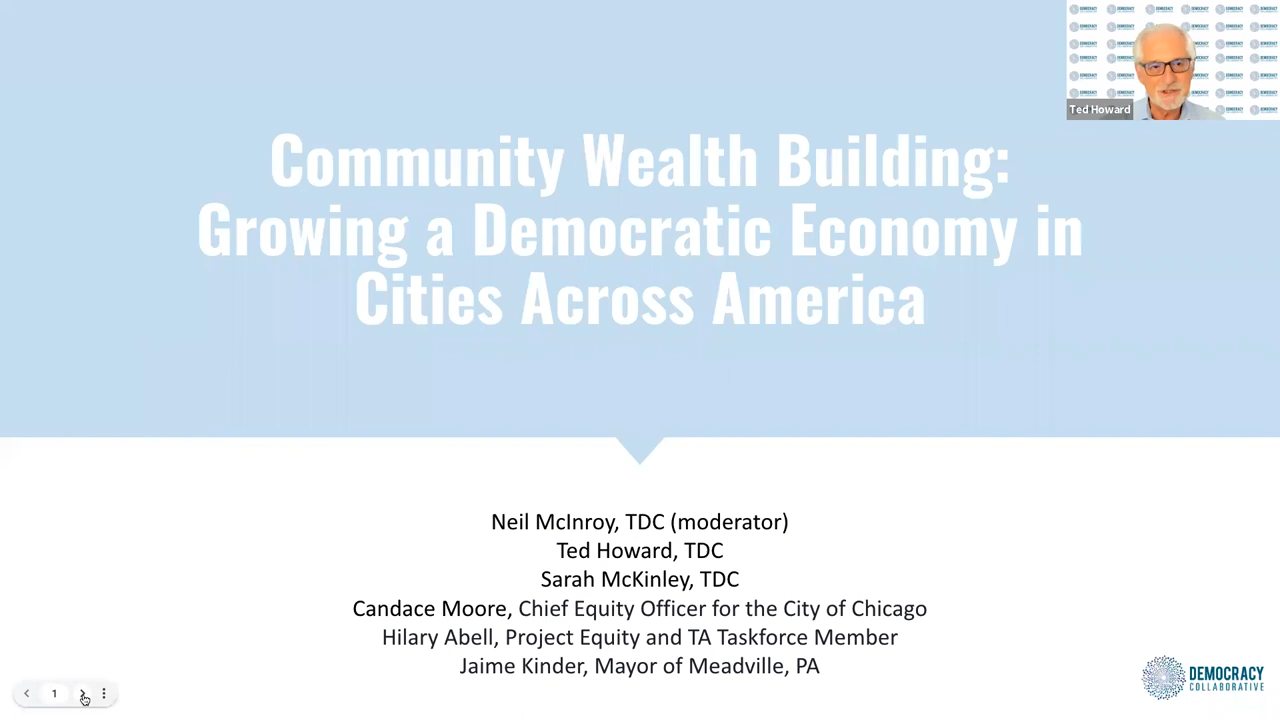 Ted Howard
Community Wealth Building:
Growing a Democratic Economy in
Cities Across America
Neil McInroy, TDC (moderator)
Ted Howard, TDC
Sarah McKinley, TDC
Candace Moore, Chief Equity Officer for the City of Chicago
Hilary Abell, Project Equity and TA Taskforce Member
Jaime Kinder, Mayor of Meadville, PA
1
DEMOCRACY
COLLABORATIVE